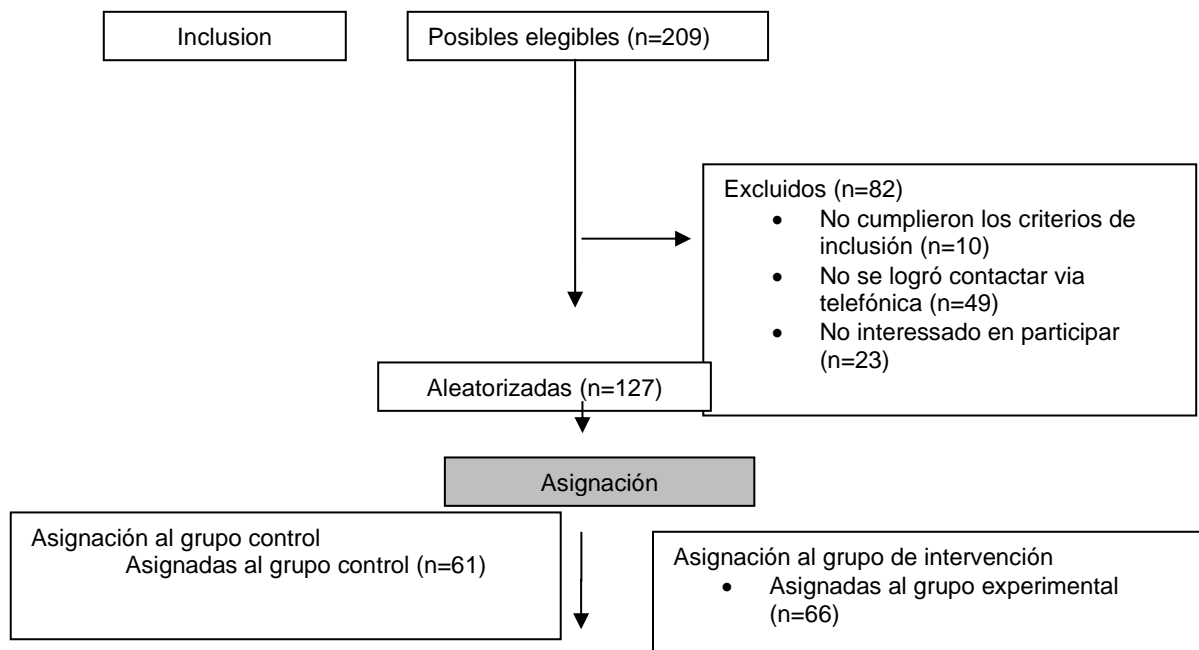 Inclusion
Posibles elegibles (n=209)
Excluidos (n=82)
• No cumplieron los criterios de
inclusión (n=10)
• No se logró contactar via
telefónica (n=49)
• No interessado en participar
(n=23)
Aleatorizadas (n=127)
Asignación
Asignación al grupo control
Asignadas al grupo control (n=61)
Asignación al grupo de intervención
• Asignadas al grupo experimental
(n=66)